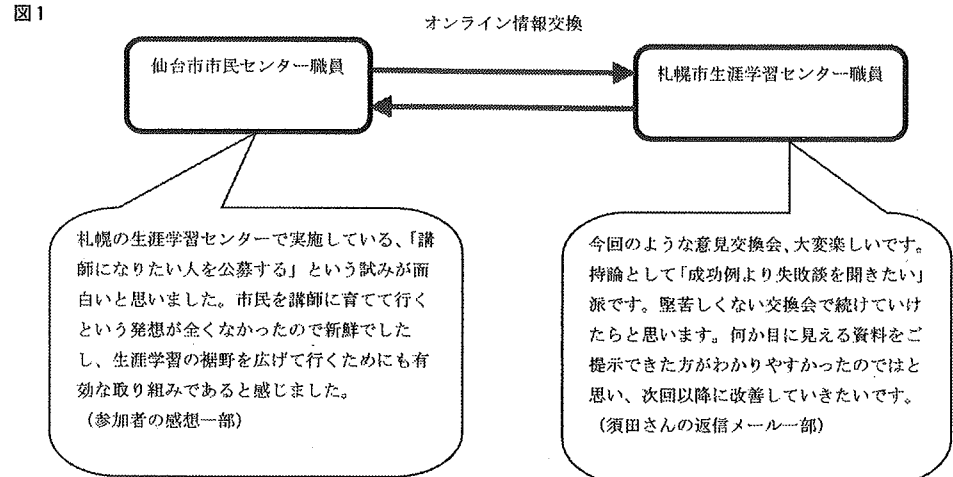 図1
オンライン情報交換
仙台市市民センター職員
札幌市生涯学習センター職員
札幌の生涯学習センターで実施している、「講
師になりたい人を公募する」という試みが面
白いと思いました。市民を講師に育てて行く
という発想が全くなかったので新鮮でした
し、生涯学習の裾野を広げて行くためにも有
効な取り組みであると感じました。
（参加者の感想一部）
今回のような意見交換会、大変楽しいです。
持論として「成功例より失敗談を聞きたい」
派です。堅苦しくない交換会で続けていけ
たらと思います。何か目に見える資料をご
提示できた方がわかりやすかったのではと
思い、次回以降に改善していきたいです。
（須田さんの返信メール一部）